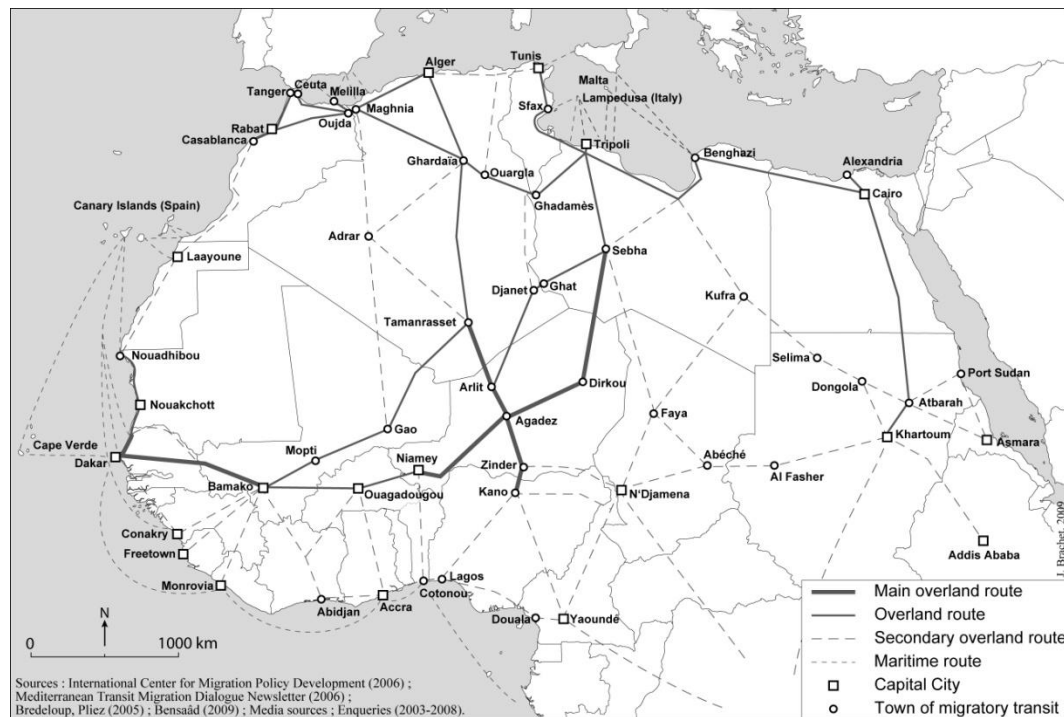 Alger
Tunis
Malta
Tanger
Ceuta
Melilla
Lampedusa (Italy)
Maghnia
Sfax
Rabat
Oujda
Casablanca
Tripoli
Ghardaïa
Benghazi
Alexandria
Ouargla
Cairo
Ghadamès
Canary Islands (Spain)
Adrar
Laayoune
Sebha
Djanet
Ghat
Kufra
Tamanrasset
Nouadhibou
Selima
Port Sudan
Arlit
Dirkou
Dongola
Nouakchott
Atbarah
Agadez
Faya
Gao
Khartoum
Cape Verde
Mopti
Niamey
Asmara
Dakar
Zinder
Abéché
Al Fasher
Bamako
Ouagadougou
Kano
N'Djamena
Conakry
Freetown
Addis Ababa
Monrovia
Lagos
Cotonou
Abidjan
Accra
Douala
Yaoundé
J. Brachet, 2009
N
0 1000 km
Main overland route
Overland route
Secondary overland route
Maritime route
Capital City
Town of migratory transit
Sources : International Center for Migration Policy Development (2006) ;
Mediterranean Transit Migration Dialogue Newsletter (2006) ;
Bredeloup, Pliez (2005) ; Bensaâd (2009) ; Media sources ; Enqueries (2003-2008).